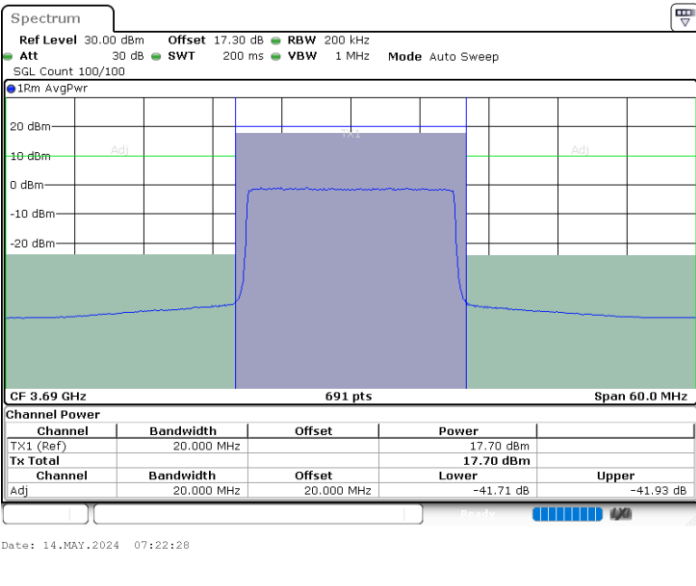 Spectrum
Ref Level 30.00 dBm Offset 17.30 dB RBW 200 kHz
Att 30 dB SWT 200 ms VBW 1 MHz Mode Auto Sweep
SGL Count 100/100
1Rm AvgPwr
20 dBm
TX1
10 dBm Adj Adj
0 dBm
-10 dBm
-20 dBm
CF 3.69 GHz 691 pts Span 60.0 MHz
Channel Power
Channel Bandwidth Offset Power
TX1 (Ref) 20.000 MHz 17.70 dBm
Tx Total 17.70 dBm
Channel Bandwidth Offset Lower Upper
Adj 20.000 MHz 20.000 MHz -41.71 dB -41.93 dB
Ready
Date: 14.MAY.2024 07:22:28